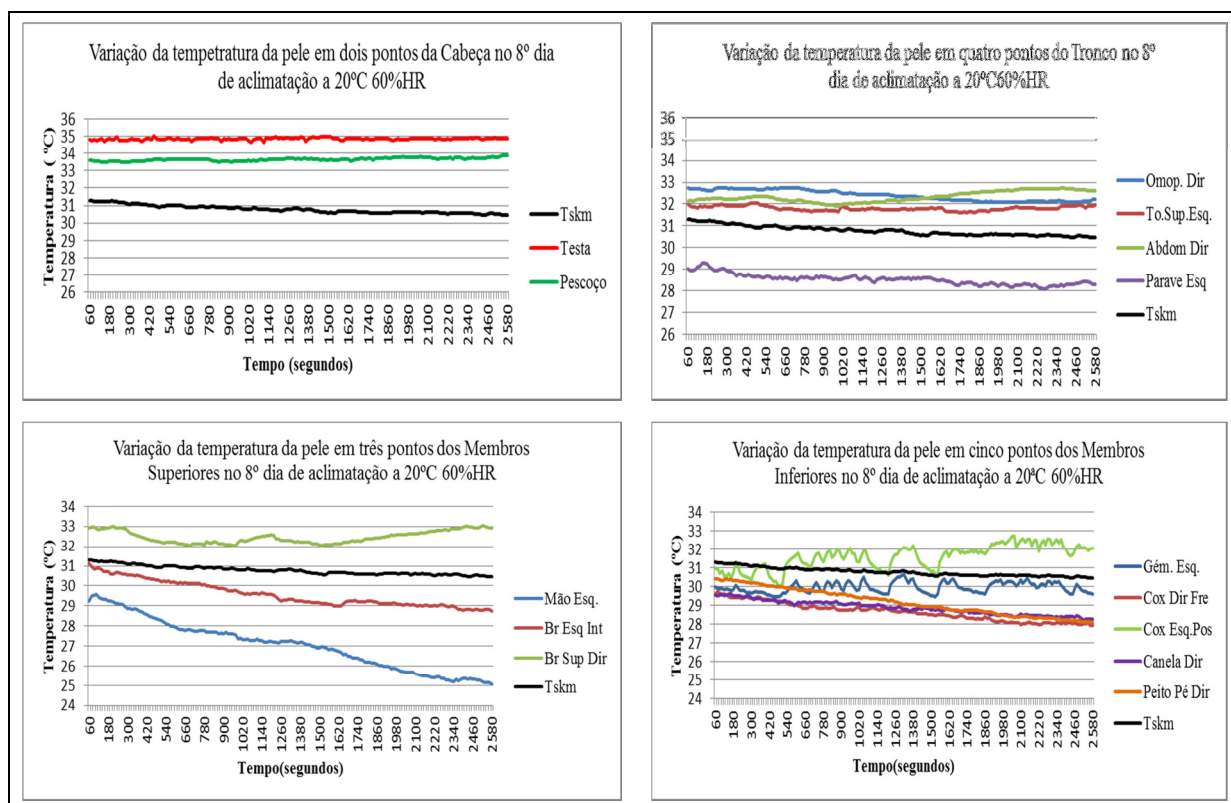 Variação da tempetratura da pele em dois pontos da Cabeça no 8º dia
de aclimatação a 20ºC 60%HR
Temperatura (ºC)
36
35
34
33
32
31
30
29
28
27
26
60 180 300 420 540 660 780 900 1020 1140 1260 1380 1500 1620 1740 1860 1980 2100 2220 2340 2460 2580
Tempo (segundos)
Tskm
Testa
Pescoço
Variação da temperatura da pele em quatro pontos do Tronco no 8º
dia de aclimatação a 20ºC60%HR
36
35
34
33
32
31
30
29
28
27
26
60 180 300 420 540 660 780 900 1020 1140 1260 1380 1500 1620 1740 1860 1980 2100 2220 2340 2460 2580
Omop. Dir
To.Sup.Esq.
Abdom Dir
Parave Esq
Tskm
Variação da temperatura da pele em três pontos dos Membros
Superiores no 8º dia de aclimatação a 20ºC 60%HR
Temperatura (ºC)
34
33
32
31
30
29
28
27
26
25
24
60 180 300 420 540 660 780 900 1020 1140 1260 1380 1500 1620 1740 1860 1980 2100 2220 2340 2460 2580
Tempo(segundos)
Mão Esq.
Br Esq Int
Br Sup Dir
Tskm
Variação da temperatura da pele em cinco pontos dos Membros
Inferiores no 8º dia de aclimatação a 20ªC 60%HR
Temperatura (ºC)
34
33
32
31
30
29
28
27
26
25
24
60 180 300 420 540 660 780 900 1020 1140 1260 1380 1500 1620 1740 1860 1980 2100 2220 2340 2460 2580
Tempo(segundos)
Gém. Esq.
Cox Dir Fre
Cox Esq.Pos
Canela Dir
Peito Pé Dir
Tskm